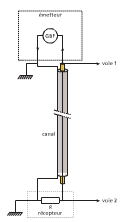 émetteur
GBF
voie 1
canal
voie 2
R
récepteur